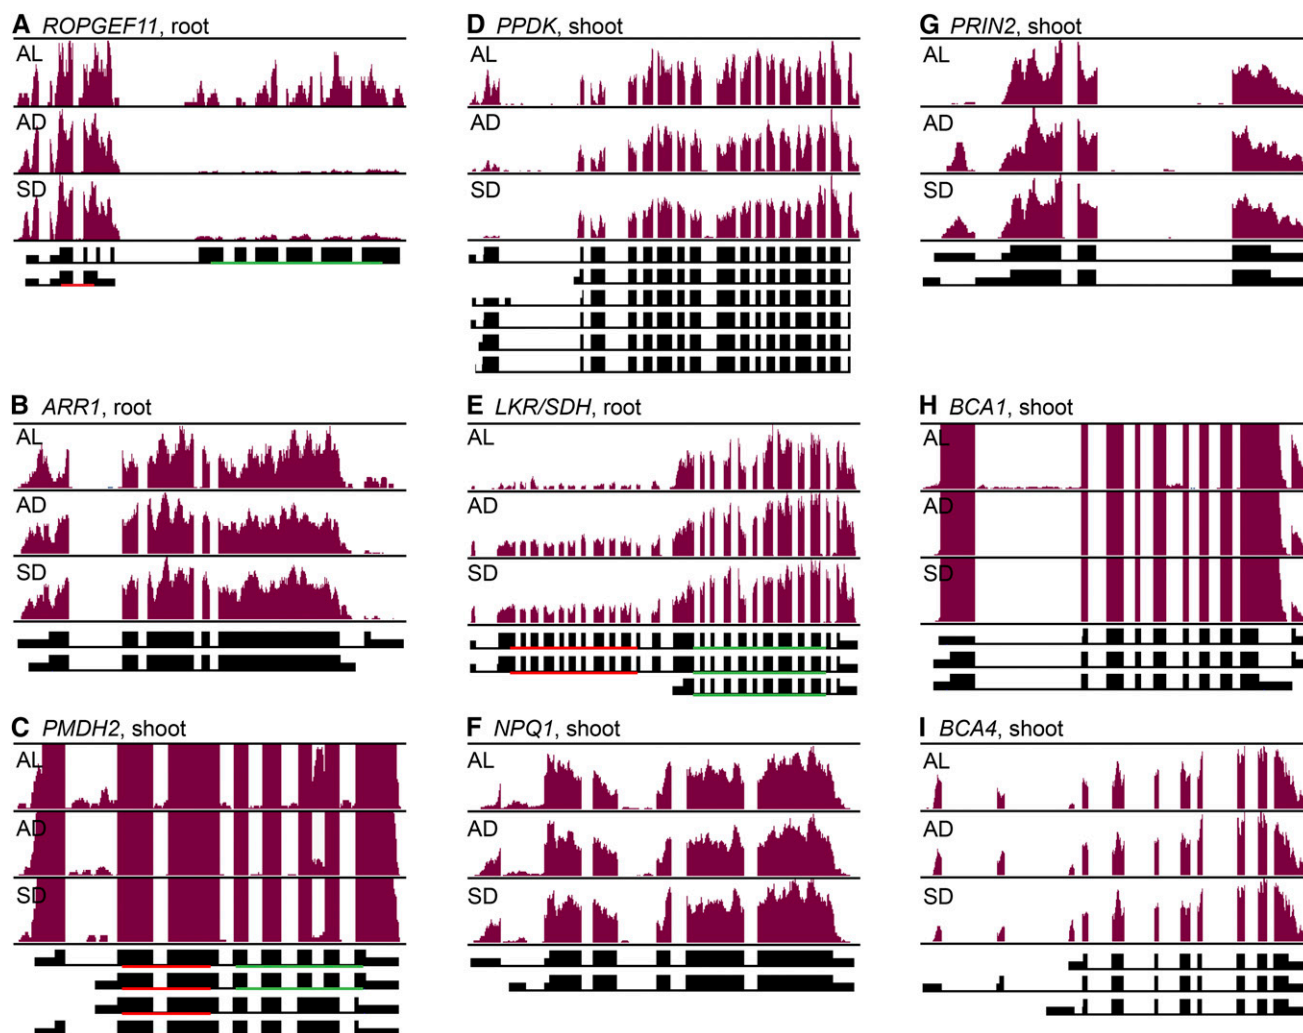 A ROPGEF11, root
AL
AD
SD
B ARR1, root
AL
AD
SD
C PMDH2, shoot
AL
AD
SD
D PPDK, shoot
AL
AD
SD
E LKR/SDH, root
AL
AD
SD
F NPQ1, shoot
AL
AD
SD
G PRIN2, shoot
AL
AD
SD
H BCA1, shoot
AL
AD
SD
I BCA4, shoot
AL
AD
SD